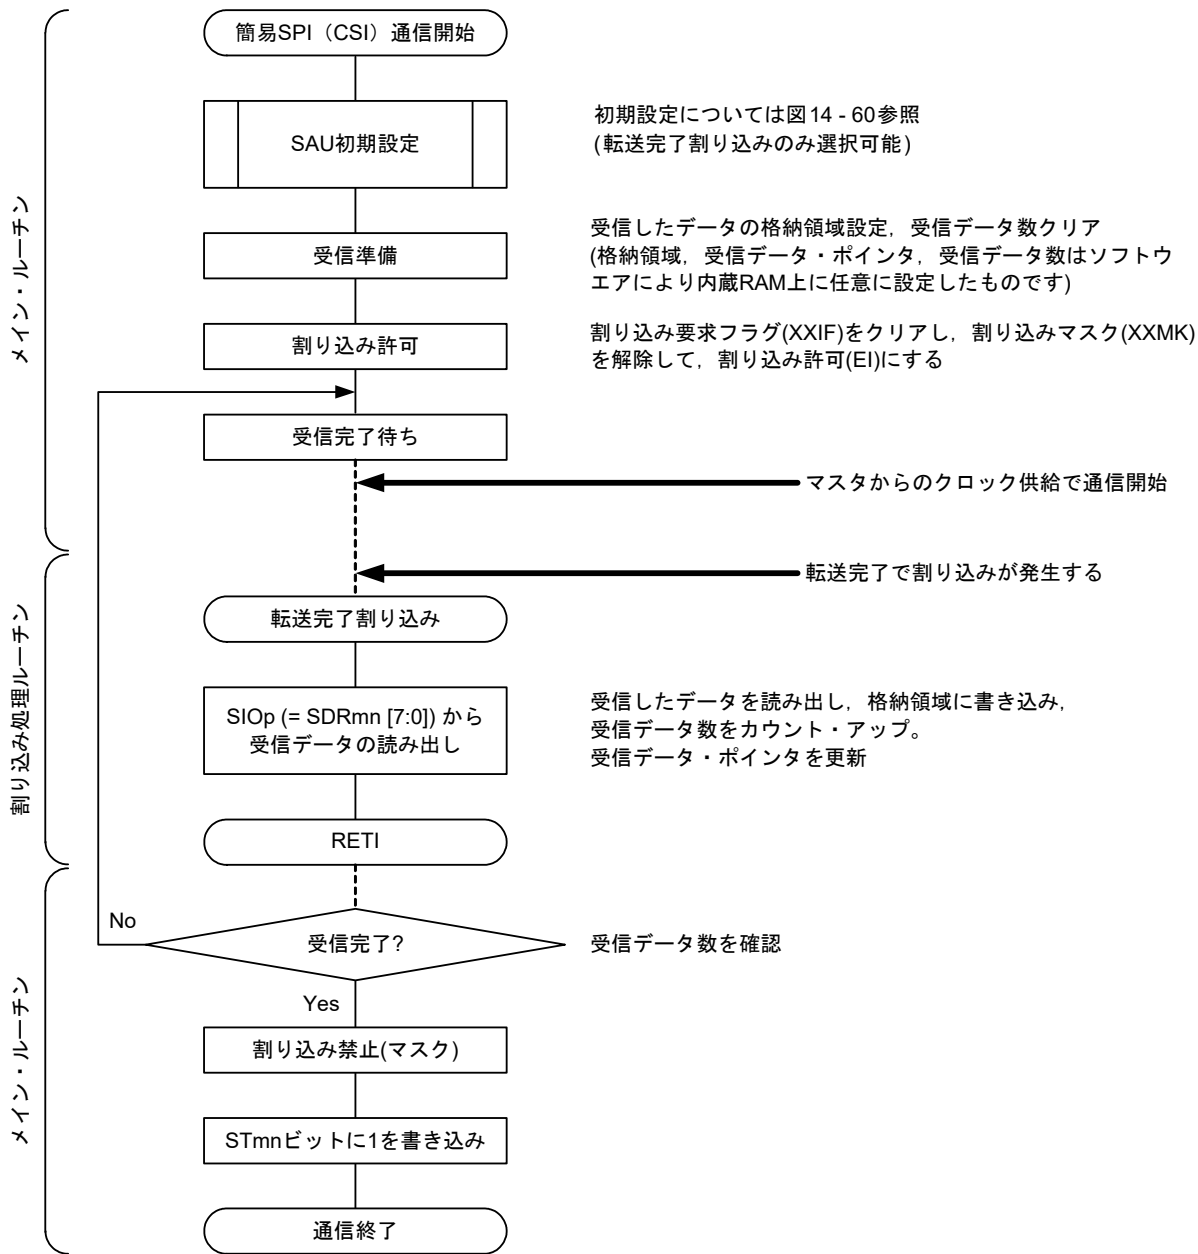 簡易SPI（CSI）通信開始
SAU初期設定
初期設定については図14 - 60参照
(転送完了割り込みのみ選択可能)
受信準備
受信したデータの格納領域設定，受信データ数クリア
(格納領域，受信データ・ポインタ，受信データ数はソフトウ
エアにより内蔵RAM上に任意に設定したものです)
メイン・ルーチン
割り込み許可
割り込み要求フラグ(XXIF)をクリアし，割り込みマスク(XXMK)
を解除して，割り込み許可(EI)にする
受信完了待ち
マスタからのクロック供給で通信開始
転送完了で割り込みが発生する
転送完了割り込み
割り込み処理ルーチン
SIOp (= SDRmn [7:0]) から
受信データの読み出し
受信したデータを読み出し，格納領域に書き込み，
受信データ数をカウント・アップ。
受信データ・ポインタを更新
RETI
No
受信完了?
受信データ数を確認
Yes
メイン・ルーチン
割り込み禁止(マスク)
STmnビットに1を書き込み
通信終了